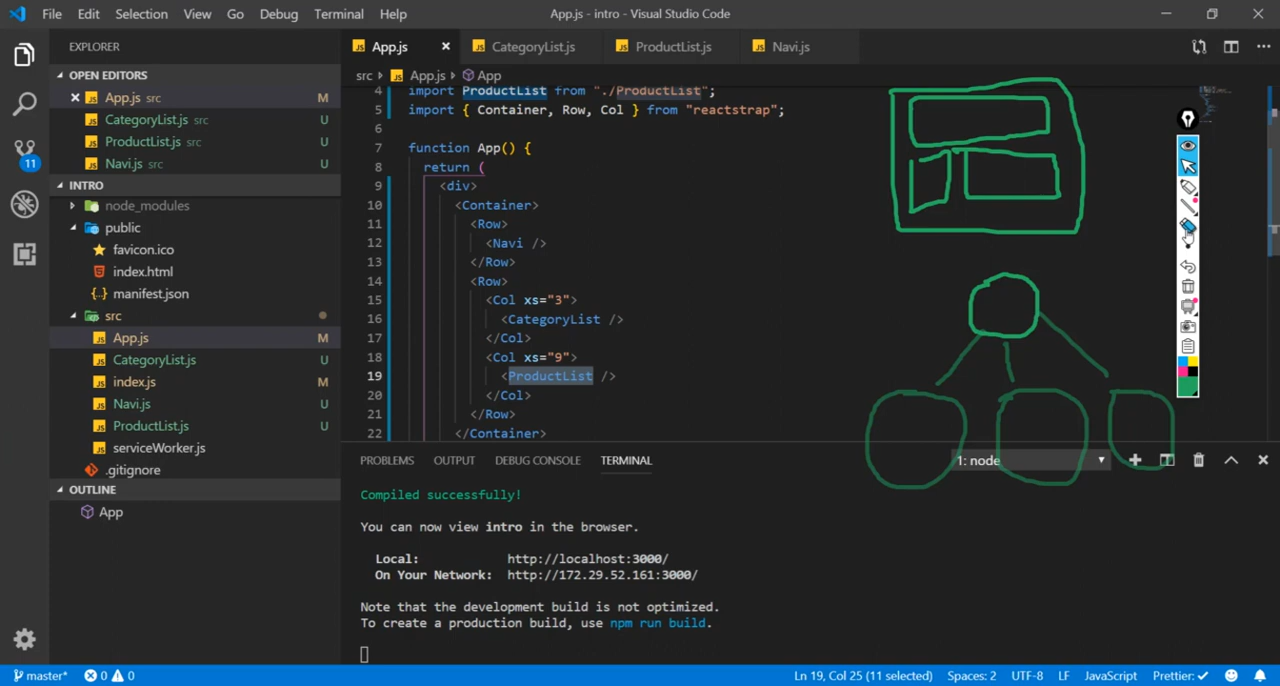 File Edit Selection View Go Debug Terminal Help
App.js - intro - Visual Studio Code
EXPLORER
OPEN EDITORS
App.js src M
CategoryList.js src U
ProductList.js src U
Navi.js src U
INTRO
node_modules
public
favicon.ico
index.html
manifest.json
src
App.js M
CategoryList.js U
index.js M
Navi.js U
ProductList.js U
serviceWorker.js
.gitignore
OUTLINE
App
11
App.js CategoryList.js ProductList.js Navi.js
src App.js App
4 import ProductList from "./ProductList";
5 import { Container, Row, Col } from "reactstrap";
6
7 function App() {
8 return (
9 <div>
10 <Container>
11 <Row>
12 <Navi />
13 </Row>
14 <Row>
15 <Col xs="3">
16 <CategoryList />
17 </Col>
18 <Col xs="9">
19 <ProductList />
20 </Col>
21 </Row>
22 </Container>
PROBLEMS OUTPUT DEBUG CONSOLE TERMINAL 1: node
Compiled successfully!
You can now view intro in the browser.
Local: http://localhost:3000/
On Your Network: http://172.29.52.161:3000/
Note that the development build is not optimized.
To create a production build, use npm run build.
master* 0 0 Ln 19, Col 25 (11 selected) Spaces: 2 UTF-8 LF JavaScript Prettier: ✓